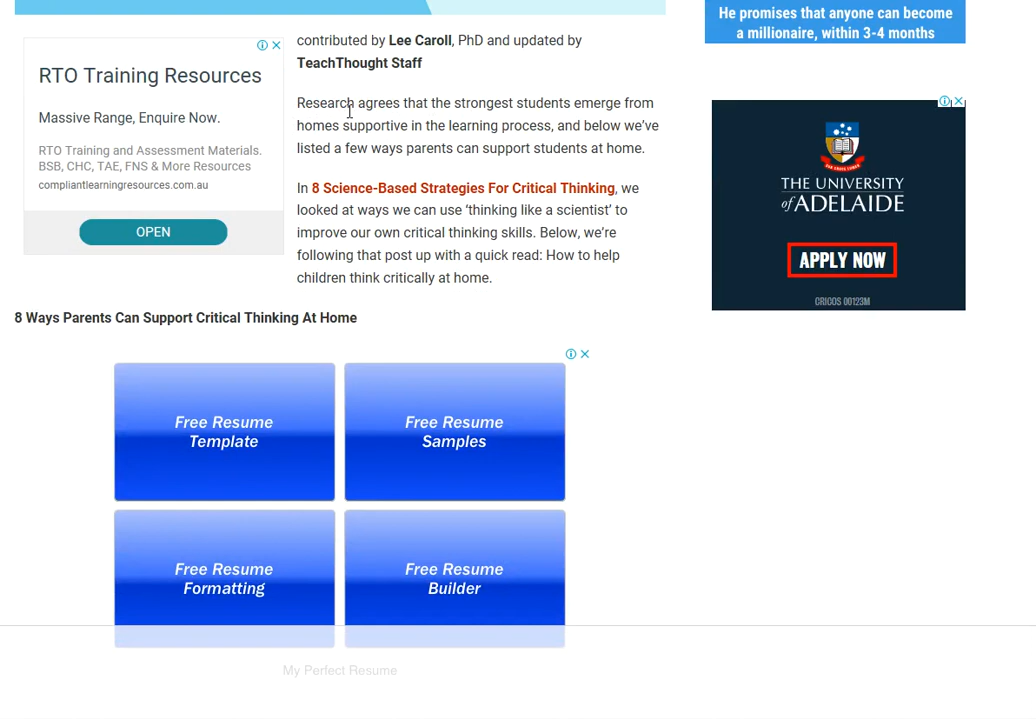 He promises that anyone can become
a millionaire, within 3-4 months
contributed by Lee Caroll, PhD and updated by
TeachThought Staff
RTO Training Resources
Massive Range, Enquire Now.
RTO Training and Assessment Materials.
BSB, CHC, TAE, FNS & More Resources
compliantlearningresources.com.au
OPEN
Research agrees that the strongest students emerge from
homes supportive in the learning process, and below we’ve
listed a few ways parents can support students at home.
In 8 Science-Based Strategies For Critical Thinking, we
looked at ways we can use ‘thinking like a scientist’ to
improve our own critical thinking skills. Below, we’re
following that post up with a quick read: How to help
children think critically at home.
THE UNIVERSITY
of ADELAIDE
APPLY NOW
CRICOS 00123M
8 Ways Parents Can Support Critical Thinking At Home
Free Resume
Template
Free Resume
Samples
Free Resume
Formatting
Free Resume
Builder
My Perfect Resume